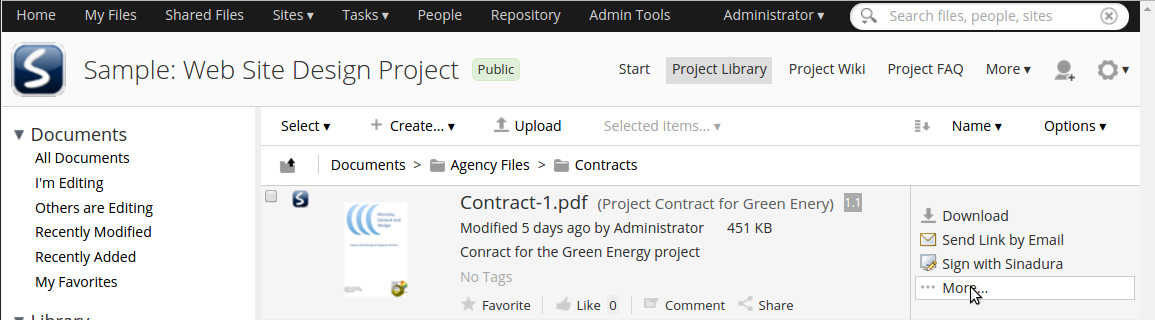 Home My Files Shared Files Sites ▾ Tasks ▾ People Repository Admin Tools Administrator ▾ Search files, people, sites
Sample: Web Site Design Project Public Start Project Library Project Wiki Project FAQ More ▾
Documents
All Documents
I'm Editing
Others are Editing
Recently Modified
Recently Added
My Favorites
Library
Select ▾ Create... ▾ Upload Selected Items... ▾ Name ▾ Options ▾
Documents > Agency Files > Contracts
Contract-1.pdf (Project Contract for Green Enery) 1.1
Modified 5 days ago by Administrator 451 KB
Conract for the Green Energy project
No Tags
Favorite Like 0 Comment Share
Download
Send Link by Email
Sign with Sinadura
More...